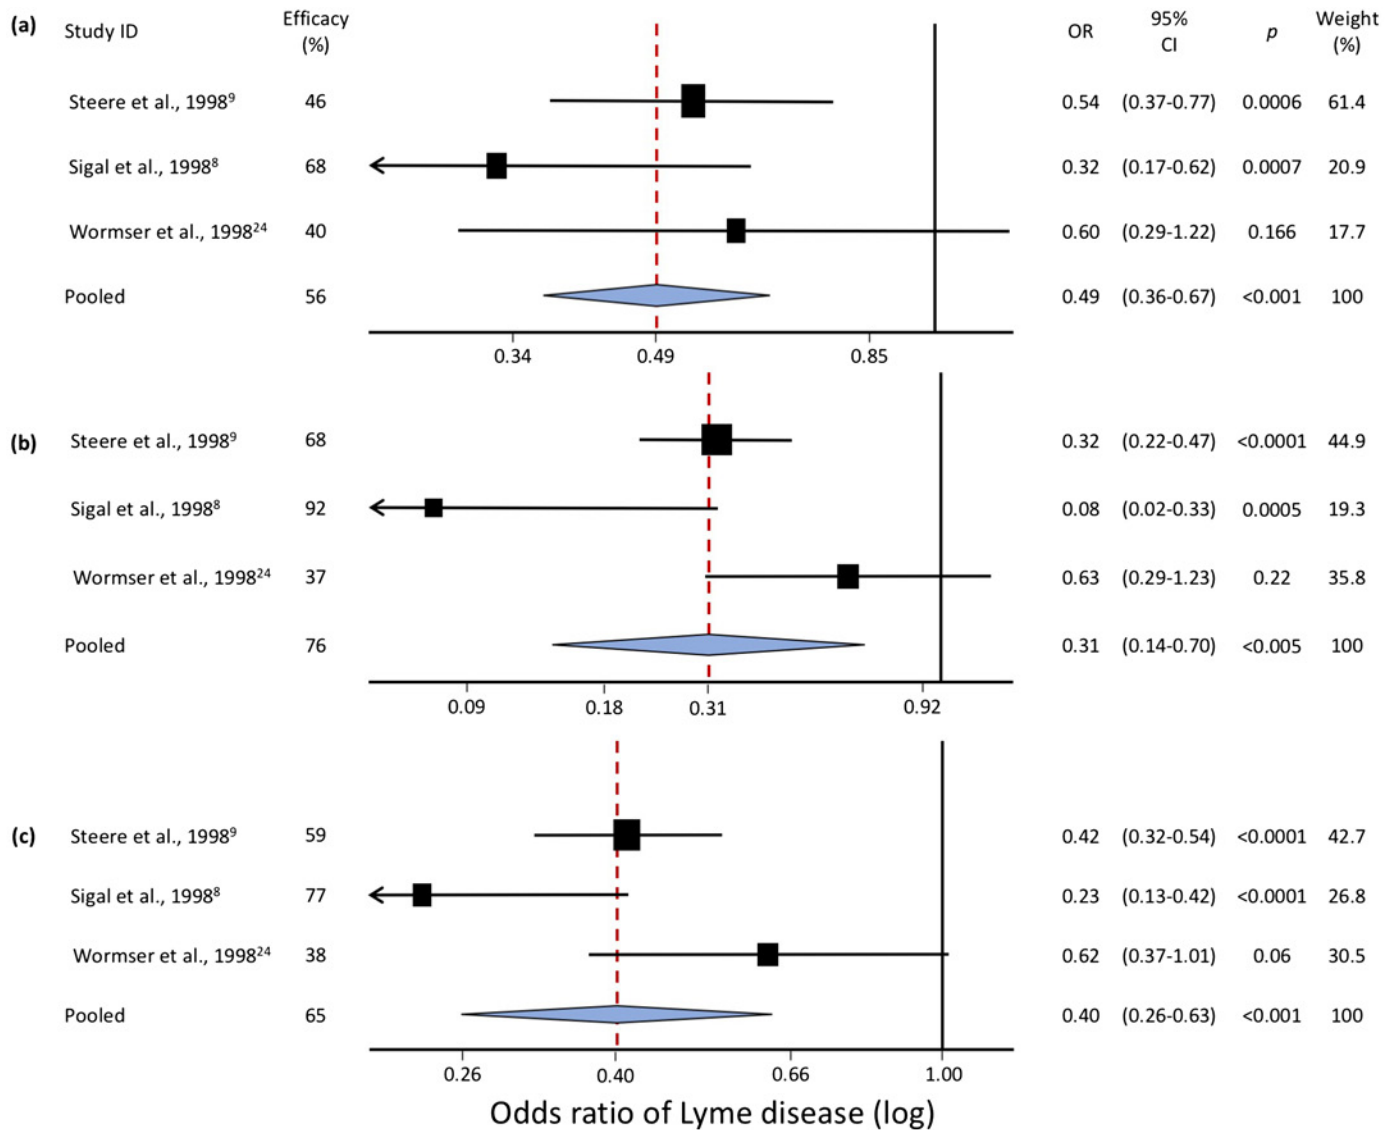 (a) Study ID Efficacy (%) OR 95% CI p Weight (%)
Steere et al., 1998⁹ 46 0.54 (0.37-0.77) 0.0006 61.4
Sigal et al., 1998⁸ 68 0.32 (0.17-0.62) 0.0007 20.9
Wormser et al., 1998²⁴ 40 0.60 (0.29-1.22) 0.166 17.7
Pooled 56 0.49 (0.36-0.67) <0.001 100
0.34 0.49 0.85
(b) Steere et al., 1998⁹ 68 0.32 (0.22-0.47) <0.0001 44.9
Sigal et al., 1998⁸ 92 0.08 (0.02-0.33) 0.0005 19.3
Wormser et al., 1998²⁴ 37 0.63 (0.29-1.23) 0.22 35.8
Pooled 76 0.31 (0.14-0.70) <0.005 100
0.09 0.18 0.31 0.92
(c) Steere et al., 1998⁹ 59 0.42 (0.32-0.54) <0.0001 42.7
Sigal et al., 1998⁸ 77 0.23 (0.13-0.42) <0.0001 26.8
Wormser et al., 1998²⁴ 38 0.62 (0.37-1.01) 0.06 30.5
Pooled 65 0.40 (0.26-0.63) <0.001 100
0.26 0.40 0.66 1.00
Odds ratio of Lyme disease (log)